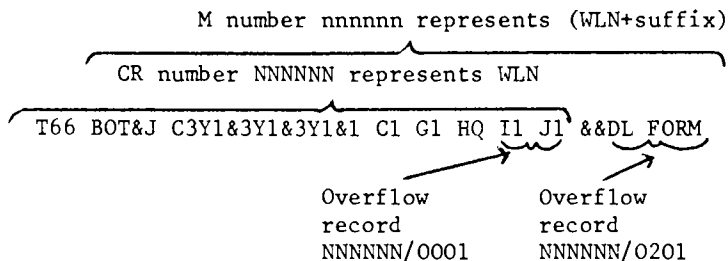 M number nnnnnn represents (WLN+suffix)
CR number NNNNNN represents WLN
T66 BOT&J C3Y1&3Y1&3Y1&1 C1 G1 HQ I1 J1 &&DL FORM
Overflow Overflow
record record
NNNNNN/0001 NNNNNN/0201